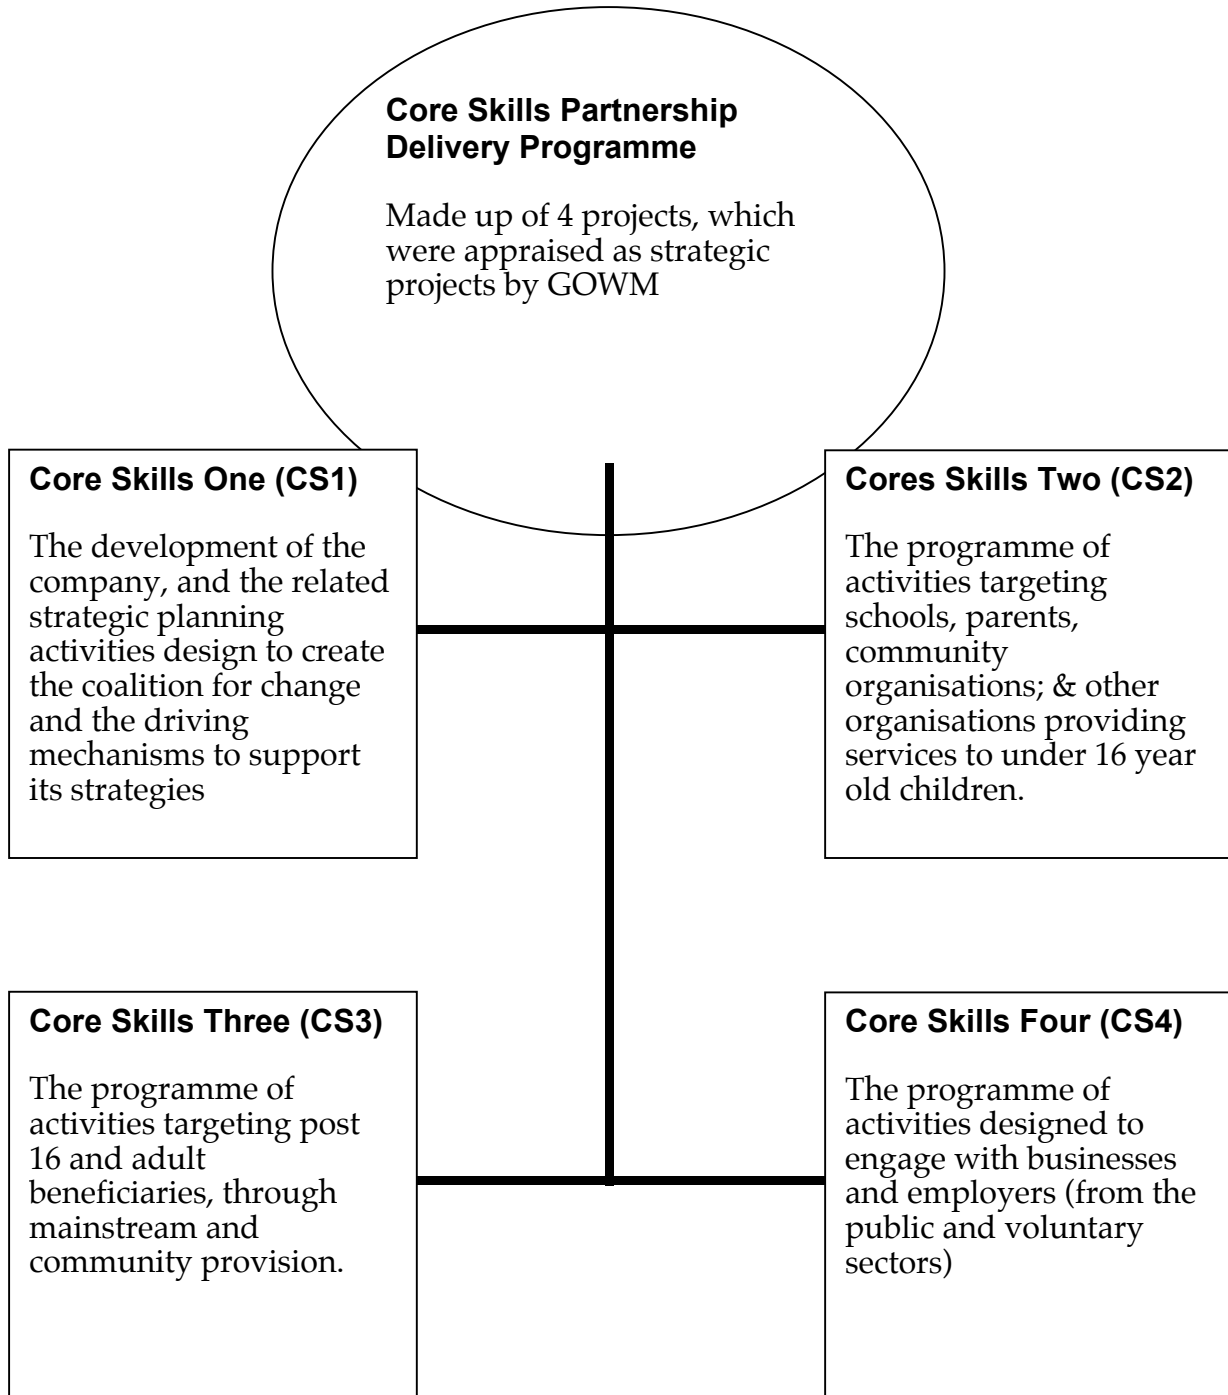 Core Skills Partnership
Delivery Programme
Made up of 4 projects, which
were appraised as strategic
projects by GOWM
Core Skills One (CS1)
The development of the
company, and the related
strategic planning
activities design to create
the coalition for change
and the driving
mechanisms to support
its strategies
Cores Skills Two (CS2)
The programme of
activities targeting
schools, parents,
community
organisations; & other
organisations providing
services to under 16 year
old children.
Core Skills Three (CS3)
The programme of
activities targeting post
16 and adult
beneficiaries, through
mainstream and
community provision.
Core Skills Four (CS4)
The programme of
activities designed to
engage with businesses
and employers (from the
public and voluntary
sectors)